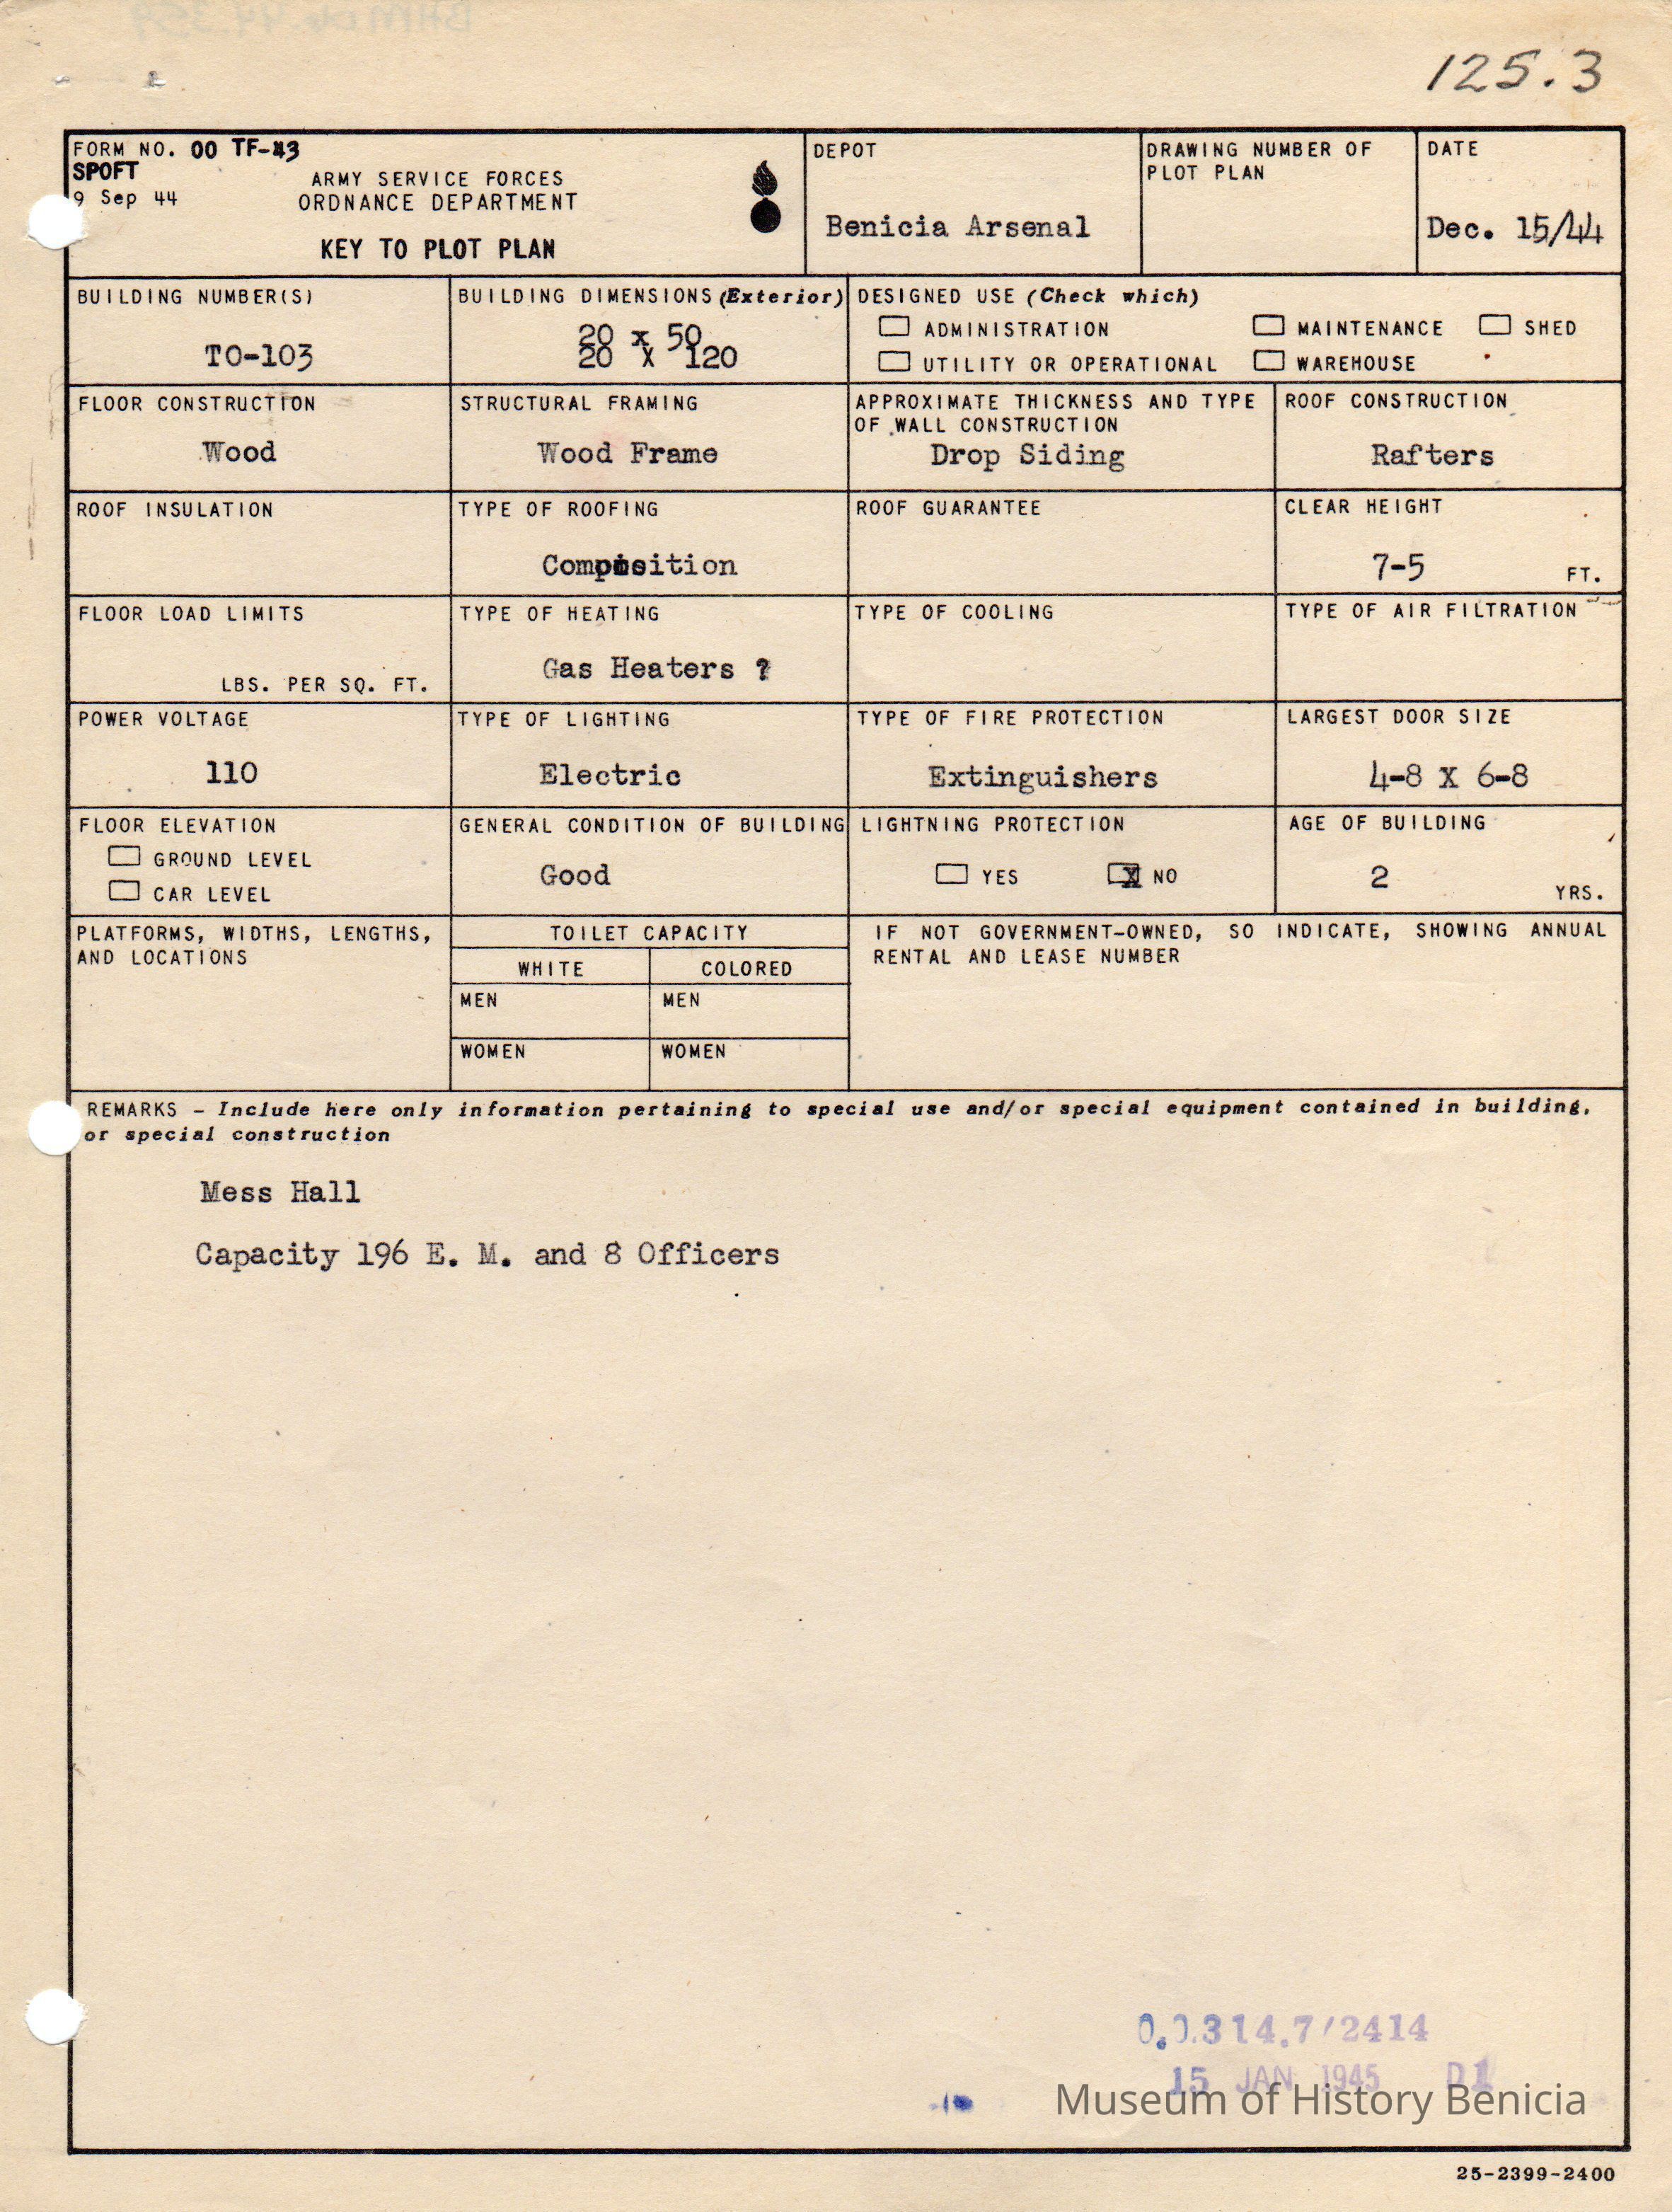 125.3
FORM NO. 00 TF-43
SPOFT
9 Sep 44
ARMY SERVICE FORCES
ORDNANCE DEPARTMENT
KEY TO PLOT PLAN
DEPOT
Benicia Arsenal
DRAWING NUMBER OF
PLOT PLAN
DATE
Dec. 15/44
BUILDING NUMBER(S)
TO-103
BUILDING DIMENSIONS (Exterior)
20 x 50
20 X 120
DESIGNED USE (Check which)
ADMINISTRATION
MAINTENANCE
SHED
UTILITY OR OPERATIONAL
WAREHOUSE
FLOOR CONSTRUCTION
Wood
STRUCTURAL FRAMING
Wood Frame
APPROXIMATE THICKNESS AND TYPE
OF WALL CONSTRUCTION
Drop Siding
ROOF CONSTRUCTION
Rafters
ROOF INSULATION
TYPE OF ROOFING
Composition
ROOF GUARANTEE
CLEAR HEIGHT
7-5 FT.
FLOOR LOAD LIMITS
LBS. PER SQ. FT.
TYPE OF HEATING
Gas Heaters ?
TYPE OF COOLING
TYPE OF AIR FILTRATION
POWER VOLTAGE
110
TYPE OF LIGHTING
Electric
TYPE OF FIRE PROTECTION
Extinguishers
LARGEST DOOR SIZE
4-8 X 6-8
FLOOR ELEVATION
GROUND LEVEL
CAR LEVEL
GENERAL CONDITION OF BUILDING
Good
LIGHTNING PROTECTION
YES
X NO
AGE OF BUILDING
2 YRS.
PLATFORMS, WIDTHS, LENGTHS,
AND LOCATIONS
TOILET CAPACITY
WHITE COLORED
MEN MEN
WOMEN WOMEN
IF NOT GOVERNMENT-OWNED, SO INDICATE, SHOWING ANNUAL
RENTAL AND LEASE NUMBER
REMARKS - Include here only information pertaining to special use and/or special equipment contained in building,
or special construction
Mess Hall
Capacity 196 E. M. and 8 Officers
O.O.314.7/2414
15 JAN 1945 D1
Museum of History Benicia
25-2399-2400